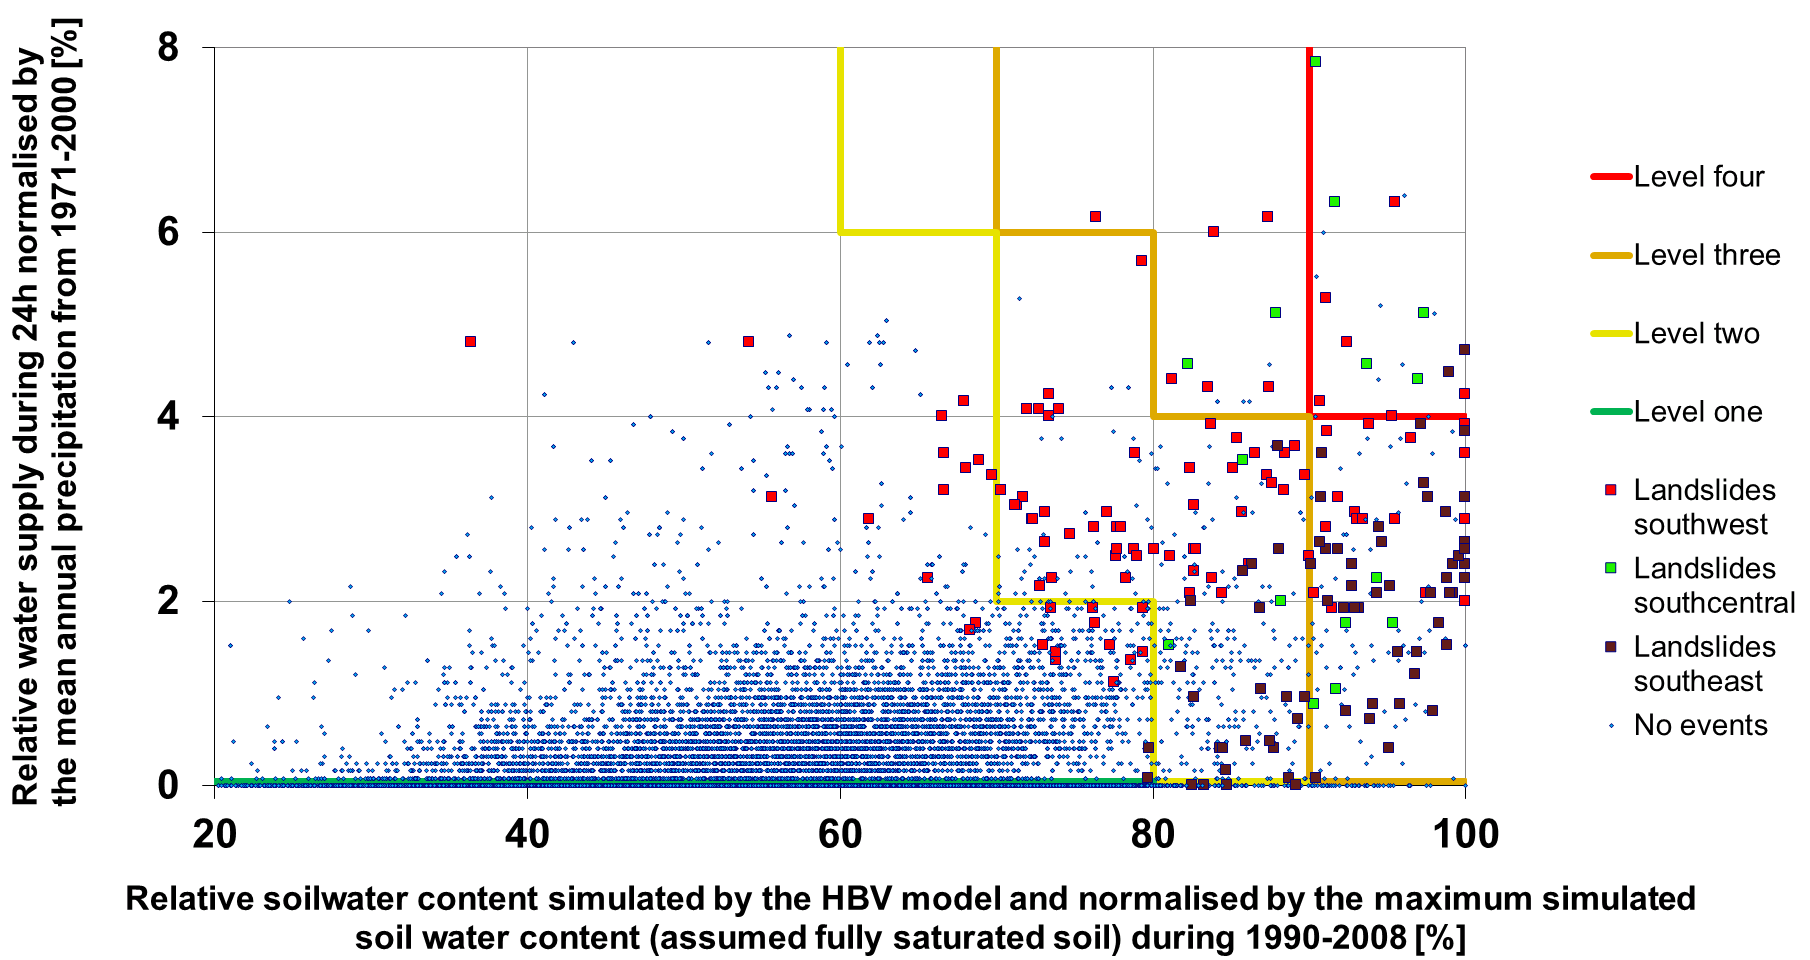 Relative water supply during 24h normalised by
the mean annual precipitation from 1971-2000 [%]
8
6
4
2
0
20
40
60
80
100
Relative soilwater content simulated by the HBV model and normalised by the maximum simulated
soil water content (assumed fully saturated soil) during 1990-2008 [%]
Level four
Level three
Level two
Level one
Landslides
southwest
Landslides
southcentral
Landslides
southeast
No events